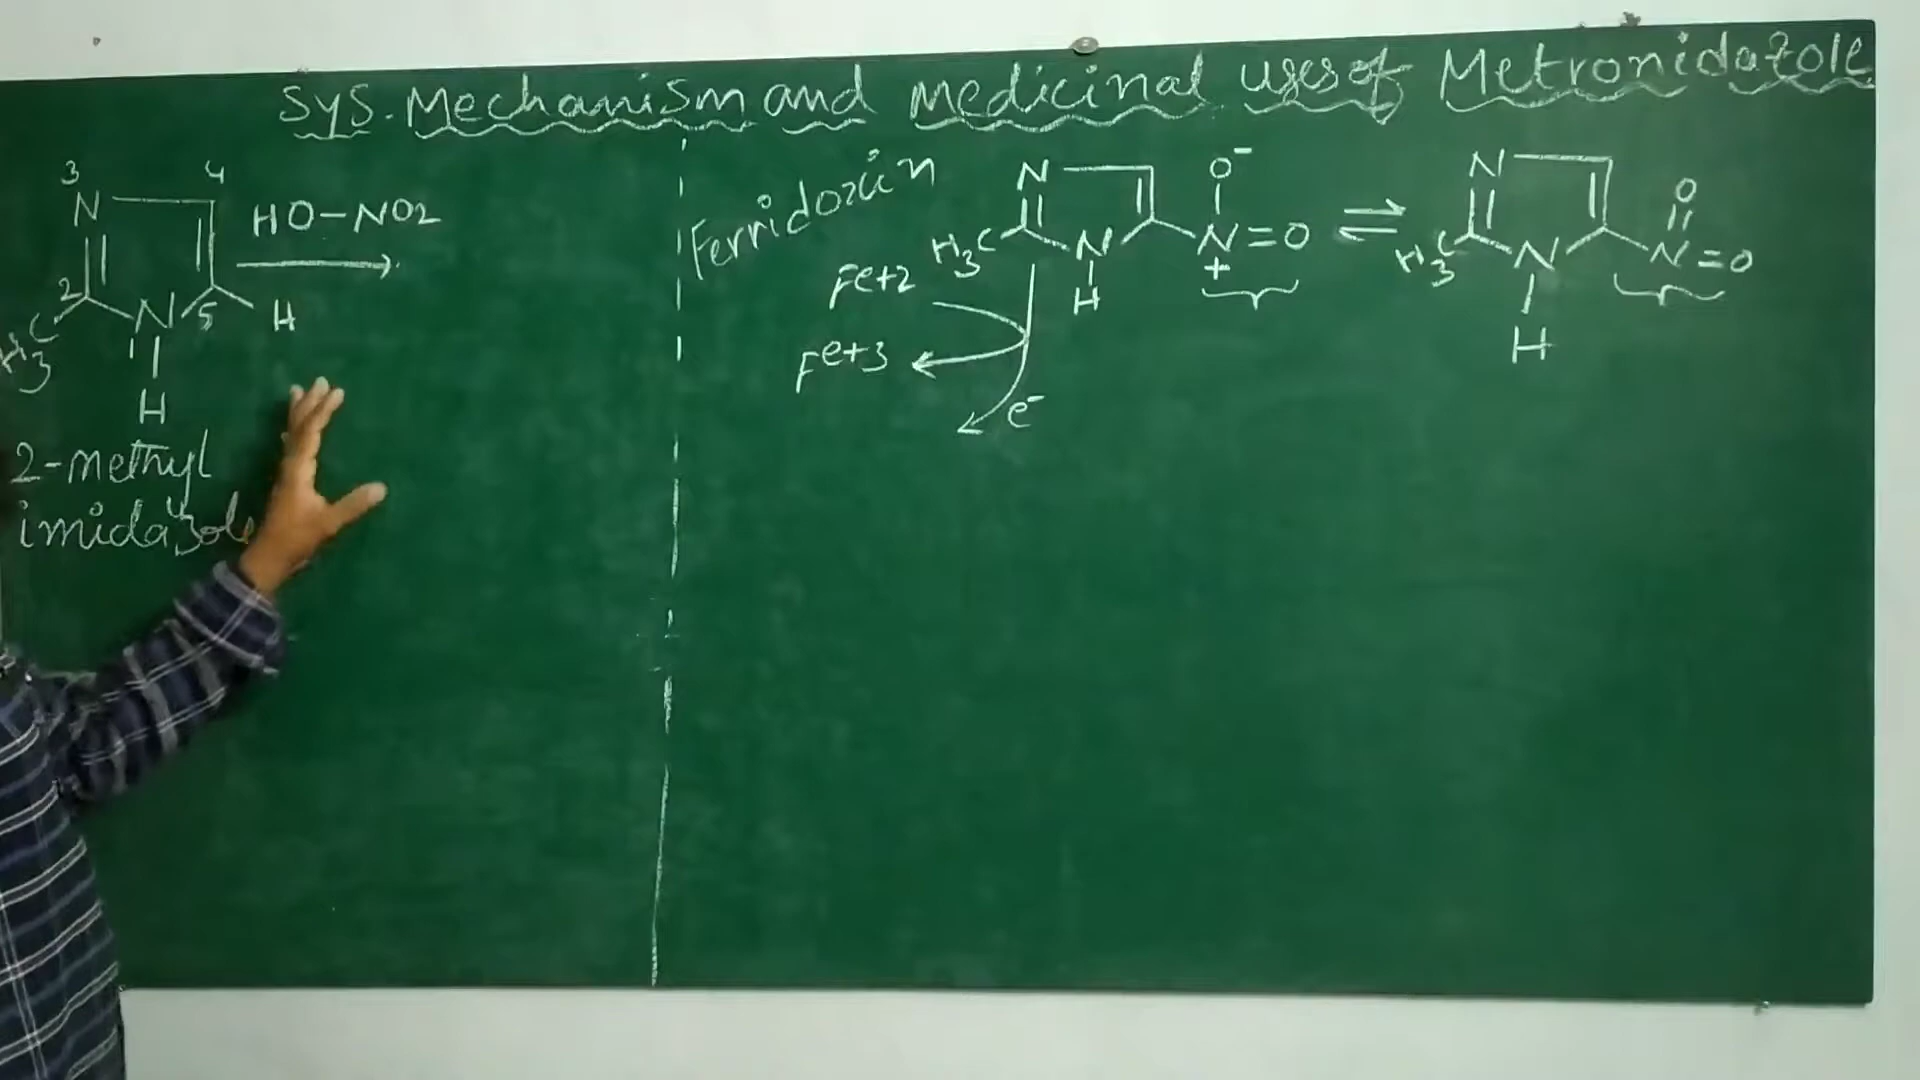 Sys. Mechanism and medicinal uses of Metronidazole
3 4
N
HO-NO2
2
N 5 H
H3C 1
H
2-methyl
imidazole
Ferridoxin
Fe+2
Fe+3
e-
N O-
H3C N N=O
H +
N O
H3C N N=O
H